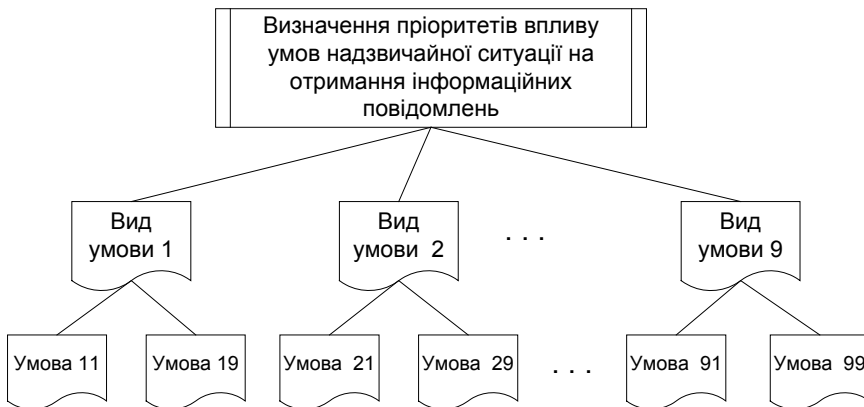 Визначення пріоритетів впливу
умов надзвичайної ситуації на
отримання інформаційних
повідомлень
Вид
умови 1
Вид
умови 2
. . .
Вид
умови 9
Умова 11
Умова 19
Умова 21
Умова 29
. . .
Умова 91
Умова 99